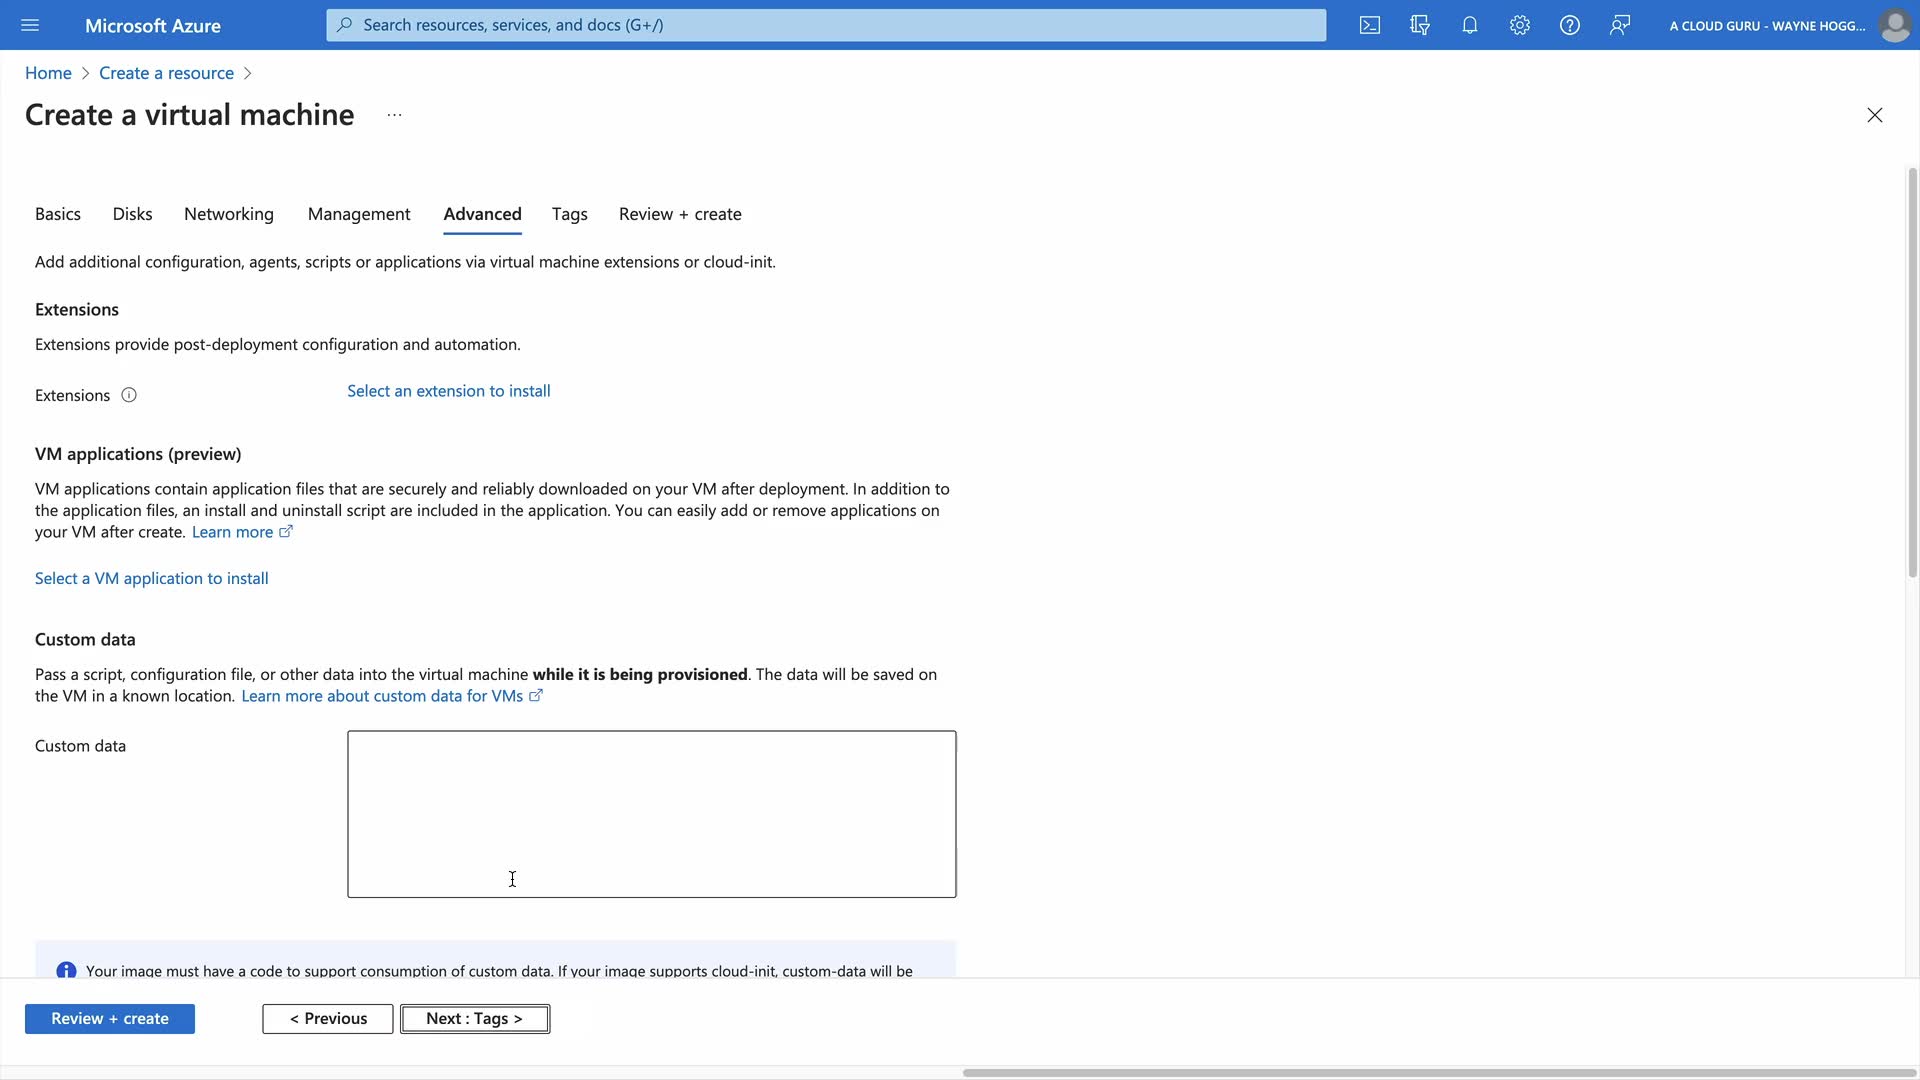 Microsoft Azure
Search resources, services, and docs (G+/)
A CLOUD GURU - WAYNE HOGG...
Home > Create a resource >
Create a virtual machine ...
Basics Disks Networking Management Advanced Tags Review + create
Add additional configuration, agents, scripts or applications via virtual machine extensions or cloud-init.
Extensions
Extensions provide post-deployment configuration and automation.
Extensions
Select an extension to install
VM applications (preview)
VM applications contain application files that are securely and reliably downloaded on your VM after deployment. In addition to
the application files, an install and uninstall script are included in the application. You can easily add or remove applications on
your VM after create. Learn more
Select a VM application to install
Custom data
Pass a script, configuration file, or other data into the virtual machine while it is being provisioned. The data will be saved on
the VM in a known location. Learn more about custom data for VMs
Custom data
Your image must have a code to support consumption of custom data. If your image supports cloud-init, custom-data will be
Review + create
< Previous
Next : Tags >